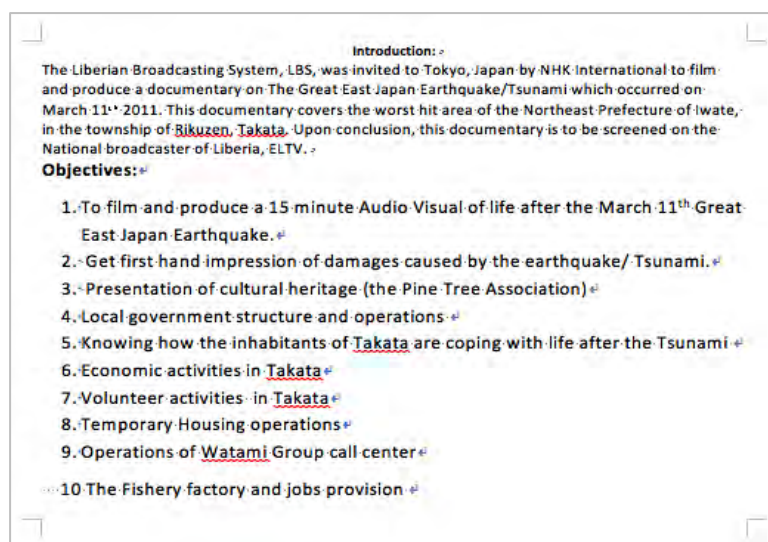 Introduction:
The Liberian Broadcasting System, LBS, was invited to Tokyo, Japan by NHK International to film
and produce a documentary on The Great East Japan Earthquake/Tsunami which occurred on
March 11th 2011. This documentary covers the worst hit area of the Northeast Prefecture of Iwate,
in the township of Rikuzen, Takata. Upon conclusion, this documentary is to be screened on the
National broadcaster of Liberia, ELTV.
Objectives:
1. To film and produce a 15 minute Audio Visual of life after the March 11th Great
East Japan Earthquake.
2. Get first hand impression of damages caused by the earthquake/ Tsunami.
3. Presentation of cultural heritage (the Pine Tree Association)
4. Local government structure and operations
5. Knowing how the inhabitants of Takata are coping with life after the Tsunami
6. Economic activities in Takata
7. Volunteer activities in Takata
8. Temporary Housing operations
9. Operations of Watami Group call center
10 The Fishery factory and jobs provision